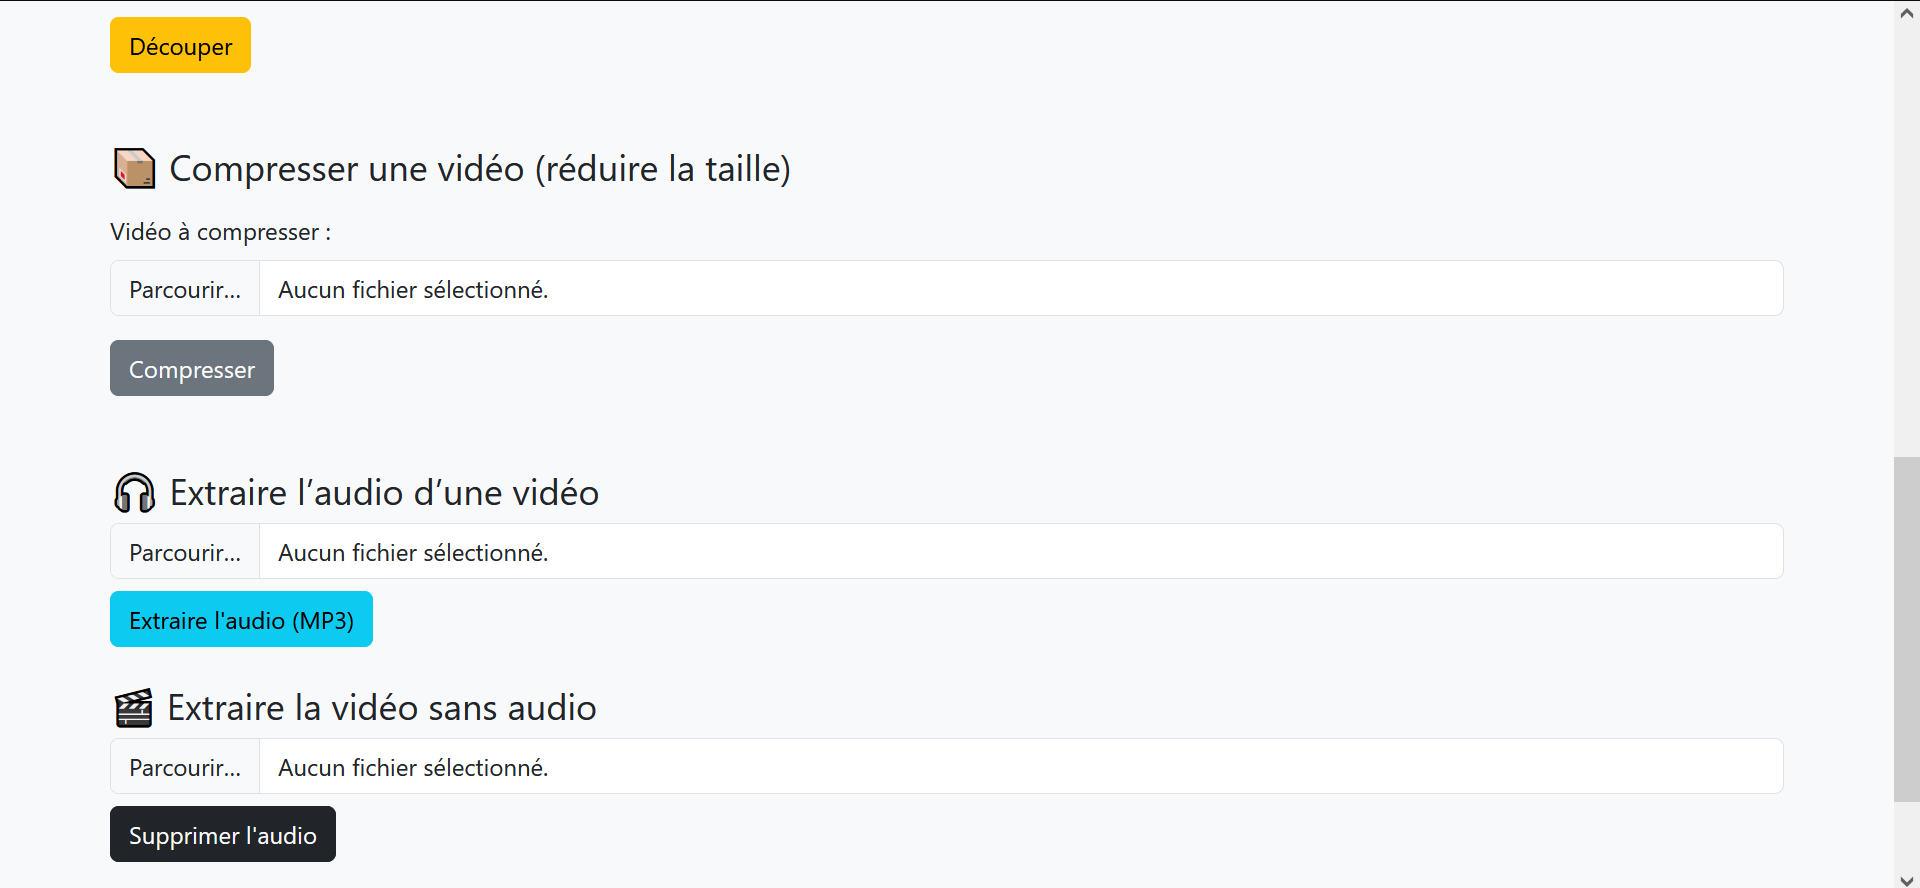 Découper
Compresser une vidéo (réduire la taille)
Vidéo à compresser :
Parcourir... Aucun fichier sélectionné.
Compresser
Extraire l’audio d’une vidéo
Parcourir... Aucun fichier sélectionné.
Extraire l'audio (MP3)
Extraire la vidéo sans audio
Parcourir... Aucun fichier sélectionné.
Supprimer l'audio